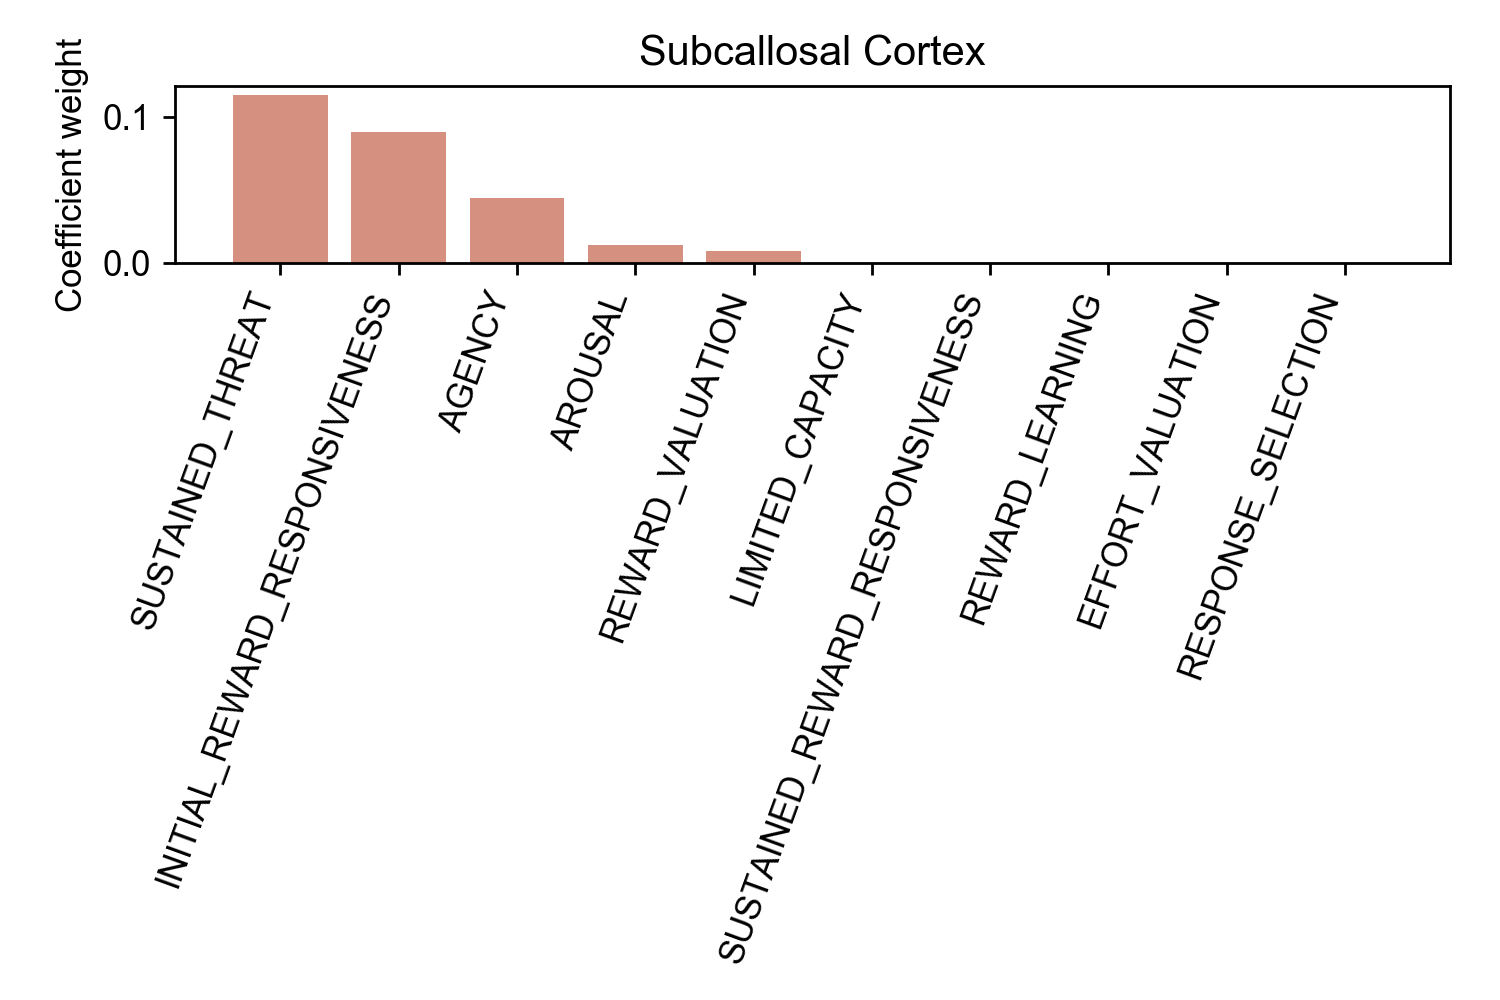 Subcallosal Cortex
Coefficient weight
0.1
0.0
SUSTAINED_THREAT
INITIAL_REWARD_RESPONSIVENESS
AGENCY
AROUSAL
REWARD_VALUATION
LIMITED_CAPACITY
SUSTAINED_REWARD_RESPONSIVENESS
REWARD_LEARNING
EFFORT_VALUATION
RESPONSE_SELECTION